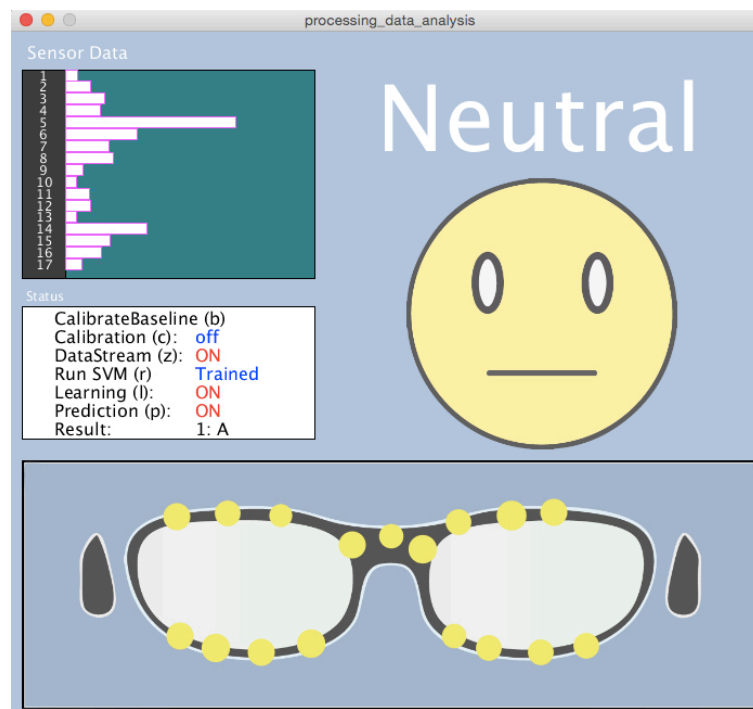 processing_data_analysis
Sensor Data
1
2
3
4
5
6
7
8
9
10
11
12
13
14
15
16
17
Neutral
Status
CalibrateBaseline (b)
Calibration (c): off
DataStream (z): ON
Run SVM (r) Trained
Learning (l): ON
Prediction (p): ON
Result: 1: A